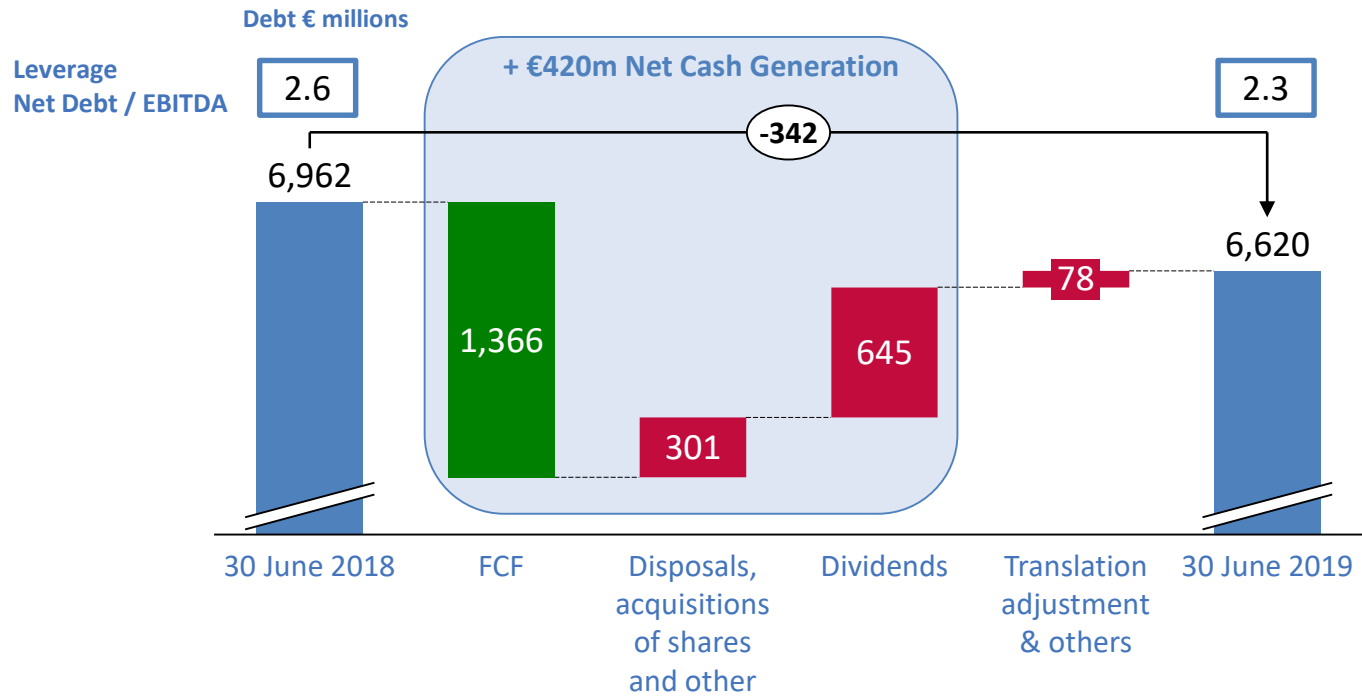 Debt € millions
Leverage
Net Debt / EBITDA
2.6
+ €420m Net Cash Generation
2.3
-342
6,962
6,620
1,366
301
645
78
30 June 2018
FCF
Disposals,
acquisitions
of shares
and other
Dividends
Translation
adjustment
& others
30 June 2019